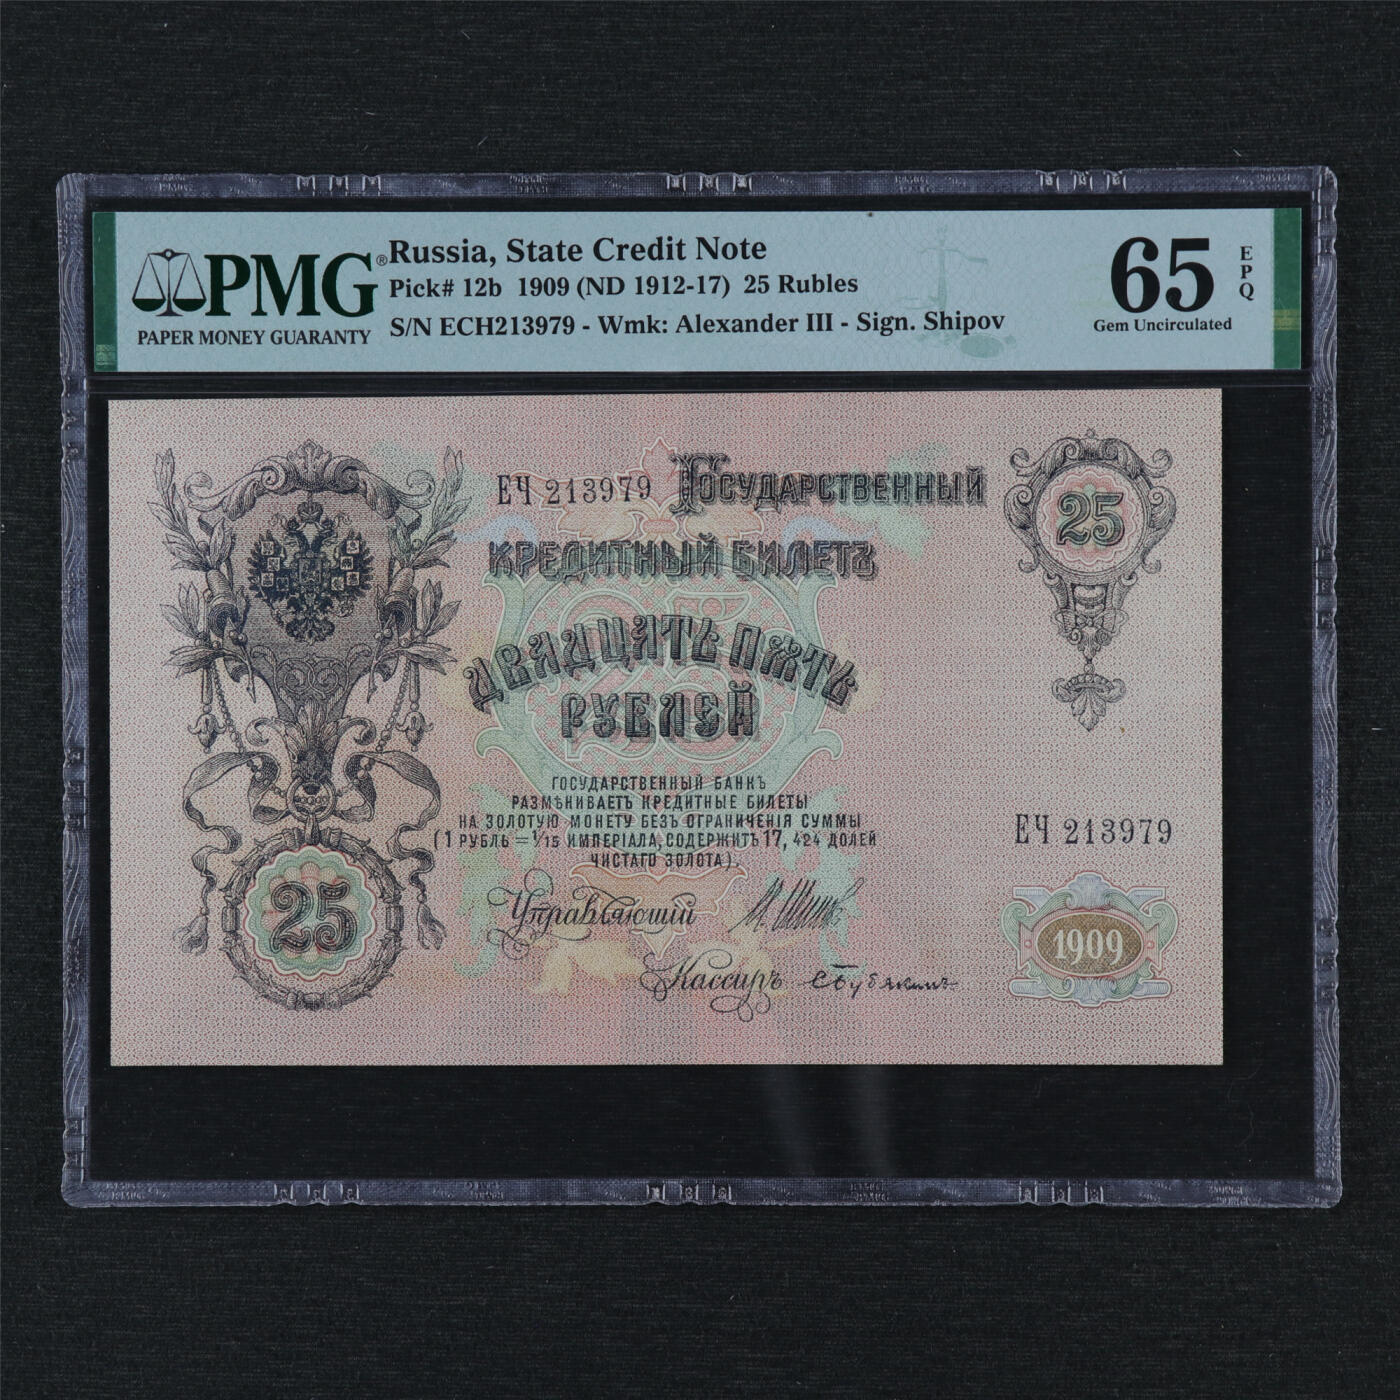 PMG®
PAPER MONEY GUARANTY
Russia, State Credit Note
Pick# 12b 1909 (ND 1912-17) 25 Rubles
S/N ECH213979 - Wmk: Alexander III - Sign. Shipov
65 EPQ
Gem Uncirculated
ЕЧ 213979 ГОСУДАРСТВЕННЫЙ
КРЕДИТНЫЙ БИЛЕТЪ
ДВАДЦАТЬ ПЯТЬ
РУБЛЕЙ
25
ГОСУДАРСТВЕННЫЙ БАНКЪ
РАЗМѢНИВАЕТЪ КРЕДИТНЫЕ БИЛЕТЫ
НА ЗОЛОТУЮ МОНЕТУ БЕЗЪ ОГРАНИЧЕНІЯ СУММЫ
(1 РУБЛЬ = 1/15 ИМПЕРІАЛА, СОДЕРЖИТЪ 17, 424 ДОЛЕЙ
ЧИСТАГО ЗОЛОТА).
ЕЧ 213979
25
Управляющій
Кассиръ
1909